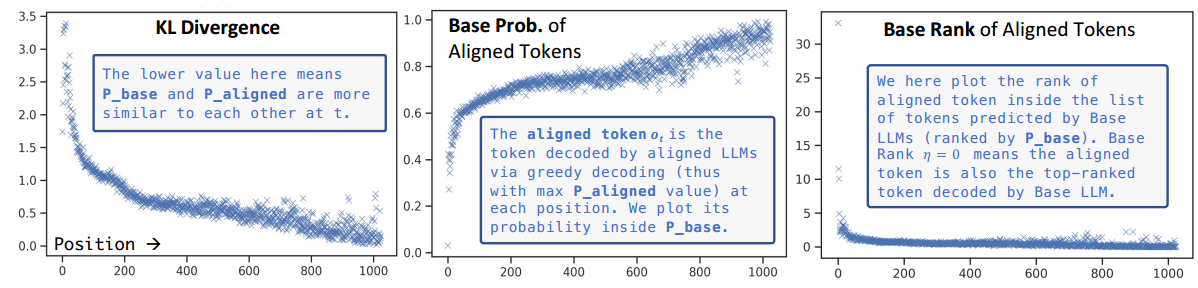 KL Divergence
3.5
3.0
2.5
2.0
1.5
1.0
0.5
0.0
The lower value here means
P_base and P_aligned are more
similar to each other at t.
Position →
0
200
400
600
800
1000
Base Prob. of
Aligned Tokens
1.0
0.8
0.6
0.4
0.2
0.0
The aligned token oₜ is the
token decoded by aligned LLMs
via greedy decoding (thus
with max P_aligned value) at
each position. We plot its
probability inside P_base.
0
200
400
600
800
1000
Base Rank of Aligned Tokens
30
25
20
15
10
5
0
We here plot the rank of
aligned token inside the list
of tokens predicted by Base
LLMs (ranked by P_base). Base
Rank η = 0 means the aligned
token is also the top-ranked
token decoded by Base LLM.
0
200
400
600
800
1000